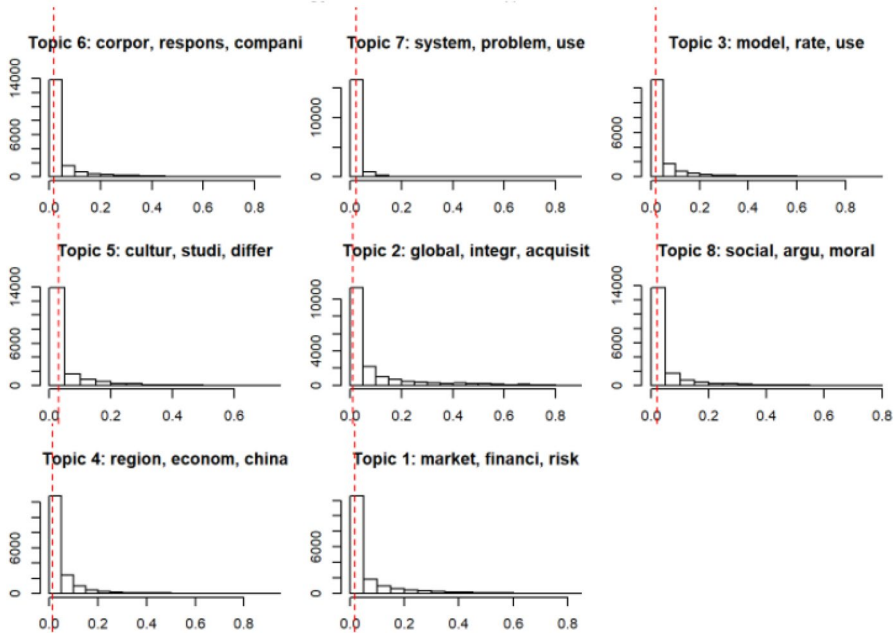 Topic 6: corpor, respons, compani
Topic 7: system, problem, use
Topic 3: model, rate, use
14000
6000
0
0.0 0.2 0.4 0.6 0.8
10000
0
0.0 0.2 0.4 0.6 0.8
6000
0
0.0 0.2 0.4 0.6 0.8
Topic 5: cultur, studi, differ
Topic 2: global, integr, acquisit
Topic 8: social, argu, moral
14000
6000
0
0.0 0.2 0.4 0.6
10000
4000
0
0.0 0.2 0.4 0.6 0.8
14000
6000
0
0.0 0.2 0.4 0.6 0.8
Topic 4: region, econom, china
Topic 1: market, financi, risk
6000
0
0.0 0.2 0.4 0.6 0.8
6000
0
0.0 0.2 0.4 0.6 0.8